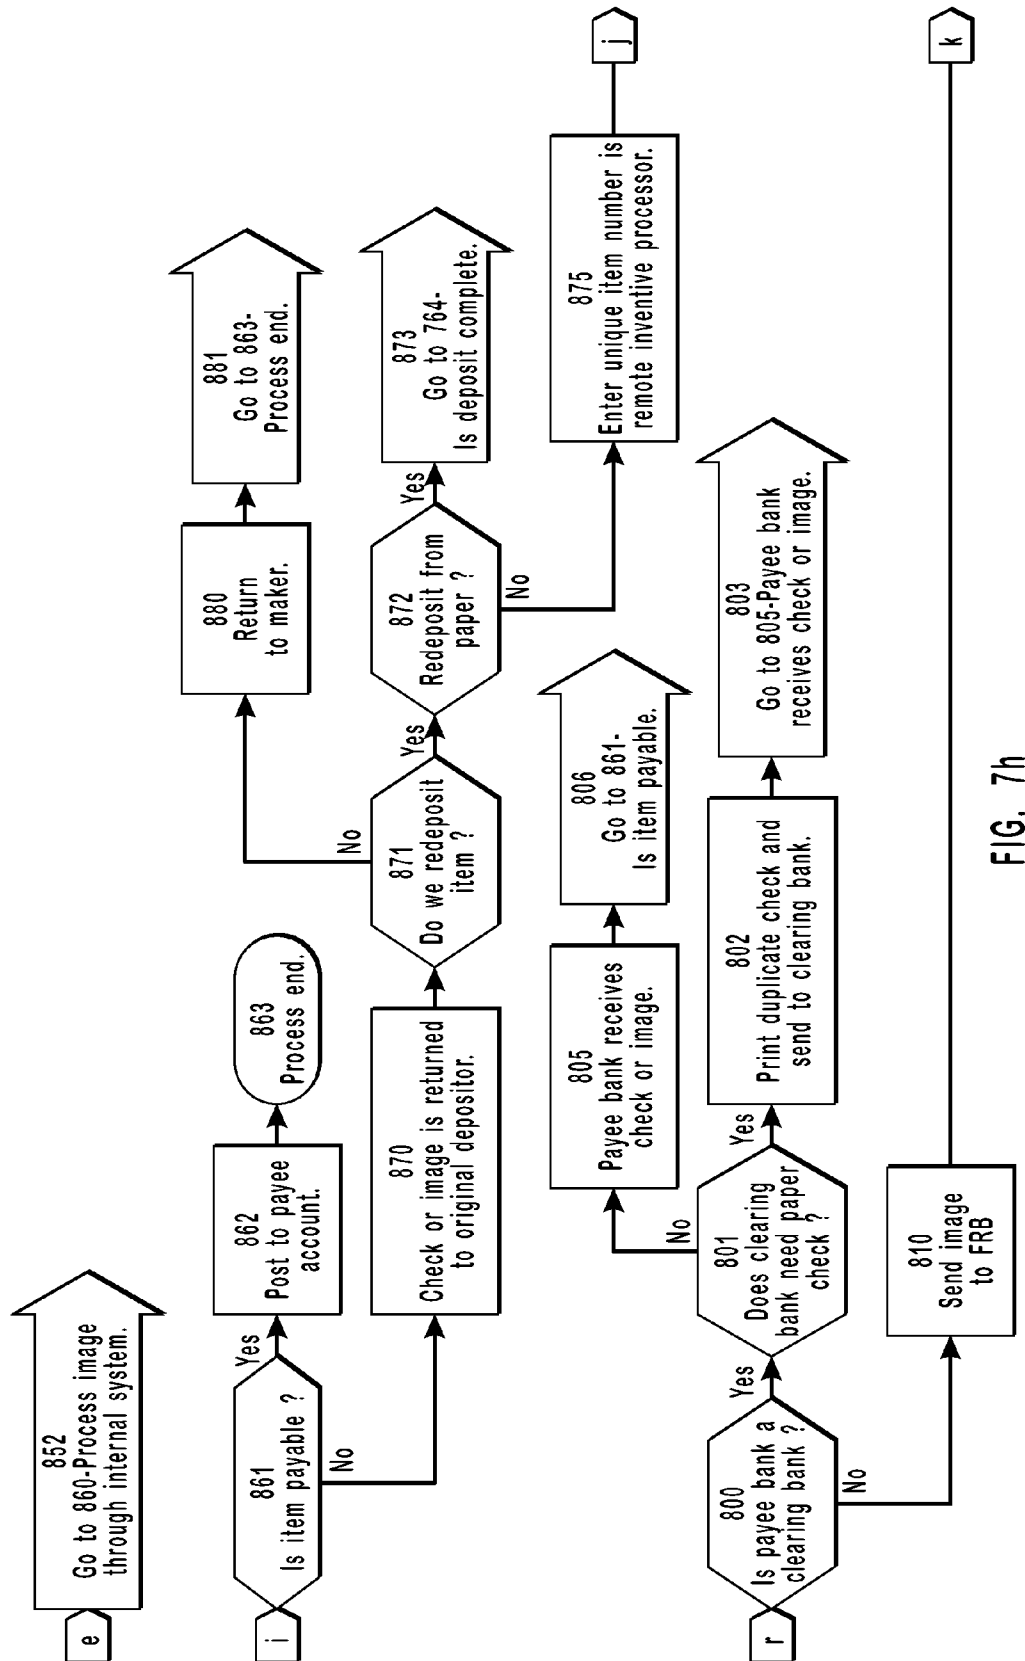 e
852
Go to 860-Process image
through internal system.
i
861
Is item payable ?
Yes
No
862
Post to payee
account.
863
Process end.
870
Check or image is returned
to original depositor.
871
Do we redeposit
item ?
No
Yes
880
Return
to maker.
881
Go to 863-
Process end.
872
Redeposit from
paper ?
Yes
No
873
Go to 764-
Is deposit complete.
875
Enter unique item number is
remote inventive processor.
j
r
800
Is payee bank a
clearing bank ?
Yes
No
801
Does clearing
bank need paper
check ?
No
Yes
805
Payee bank receives
check or image.
806
Go to 861-
Is item payable.
802
Print duplicate check and
send to clearing bank.
803
Go to 805-Payee bank
receives check or image.
810
Send image
to FRB
k
FIG. 7h